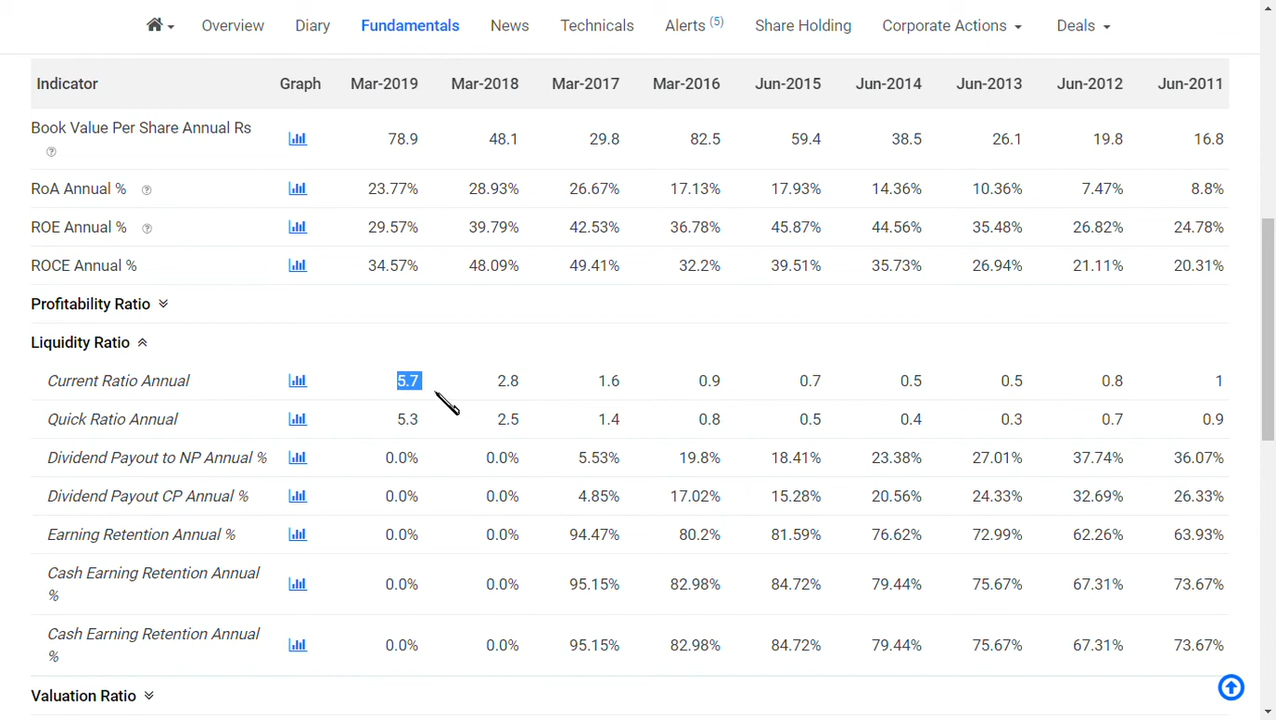 Overview Diary Fundamentals News Technicals Alerts (5) Share Holding Corporate Actions Deals
Indicator Graph Mar-2019 Mar-2018 Mar-2017 Mar-2016 Jun-2015 Jun-2014 Jun-2013 Jun-2012 Jun-2011
Book Value Per Share Annual Rs 78.9 48.1 29.8 82.5 59.4 38.5 26.1 19.8 16.8
RoA Annual % 23.77% 28.93% 26.67% 17.13% 17.93% 14.36% 10.36% 7.47% 8.8%
ROE Annual % 29.57% 39.79% 42.53% 36.78% 45.87% 44.56% 35.48% 26.82% 24.78%
ROCE Annual % 34.57% 48.09% 49.41% 32.2% 39.51% 35.73% 26.94% 21.11% 20.31%
Profitability Ratio
Liquidity Ratio
Current Ratio Annual 5.7 2.8 1.6 0.9 0.7 0.5 0.5 0.8 1
Quick Ratio Annual 5.3 2.5 1.4 0.8 0.5 0.4 0.3 0.7 0.9
Dividend Payout to NP Annual % 0.0% 0.0% 5.53% 19.8% 18.41% 23.38% 27.01% 37.74% 36.07%
Dividend Payout CP Annual % 0.0% 0.0% 4.85% 17.02% 15.28% 20.56% 24.33% 32.69% 26.33%
Earning Retention Annual % 0.0% 0.0% 94.47% 80.2% 81.59% 76.62% 72.99% 62.26% 63.93%
Cash Earning Retention Annual
% 0.0% 0.0% 95.15% 82.98% 84.72% 79.44% 75.67% 67.31% 73.67%
Cash Earning Retention Annual
% 0.0% 0.0% 95.15% 82.98% 84.72% 79.44% 75.67% 67.31% 73.67%
Valuation Ratio